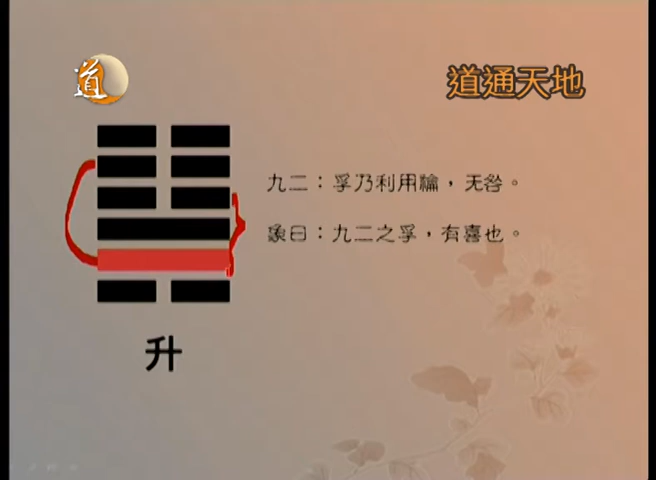 道
道通天地
九二：孚乃利用禴，无咎。
象曰：九二之孚，有喜也。
升